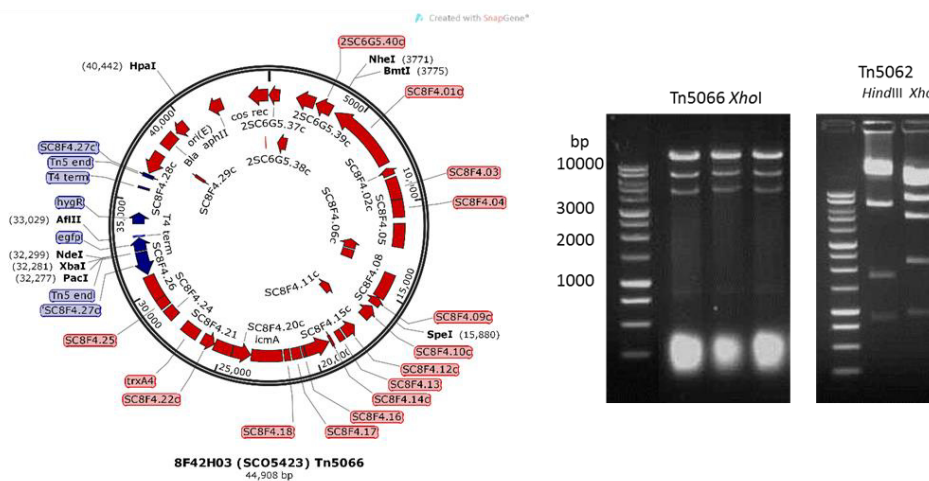 Created with SnapGene®
2SC6G5.40c
NheI (3771)
BmtI (3775)
(40,442) HpaI
5000
SC8F4.01c
40,000
cos rec
2SC6G5.37c
2SC6G5.39c
ori(E)
aphII
Bla
2SC6G5.38c
SC8F4.27c
Tn5 end
T4 term
SC8F4.28c
SC8F4.29c
SC8F4.02c
10,000
SC8F4.03
SC8F4.04
hygR
35,000
(33,029) AflII
egfp
T4 term
SC8F4.06c
SC8F4.05
(32,299) NdeI
(32,281) XbaI
(32,277) PacI
Tn5 end
SC8F4.27c
SC8F4.26
SC8F4.08
SC8F4.11c
15,000
30,000
SC8F4.24
SC8F4.09c
SpeI (15,880)
SC8F4.25
SC8F4.21
SC8F4.20c
icmA
SC8F4.15c
SC8F4.10c
20,000
SC8F4.12c
25,000
trxA4
SC8F4.13
SC8F4.22c
SC8F4.14c
SC8F4.16
SC8F4.18
SC8F4.17
8F42H03 (SCO5423) Tn5066
44,908 bp
Tn5066 XhoI
bp
10000
3000
2000
1000
Tn5062
HindIII Xho